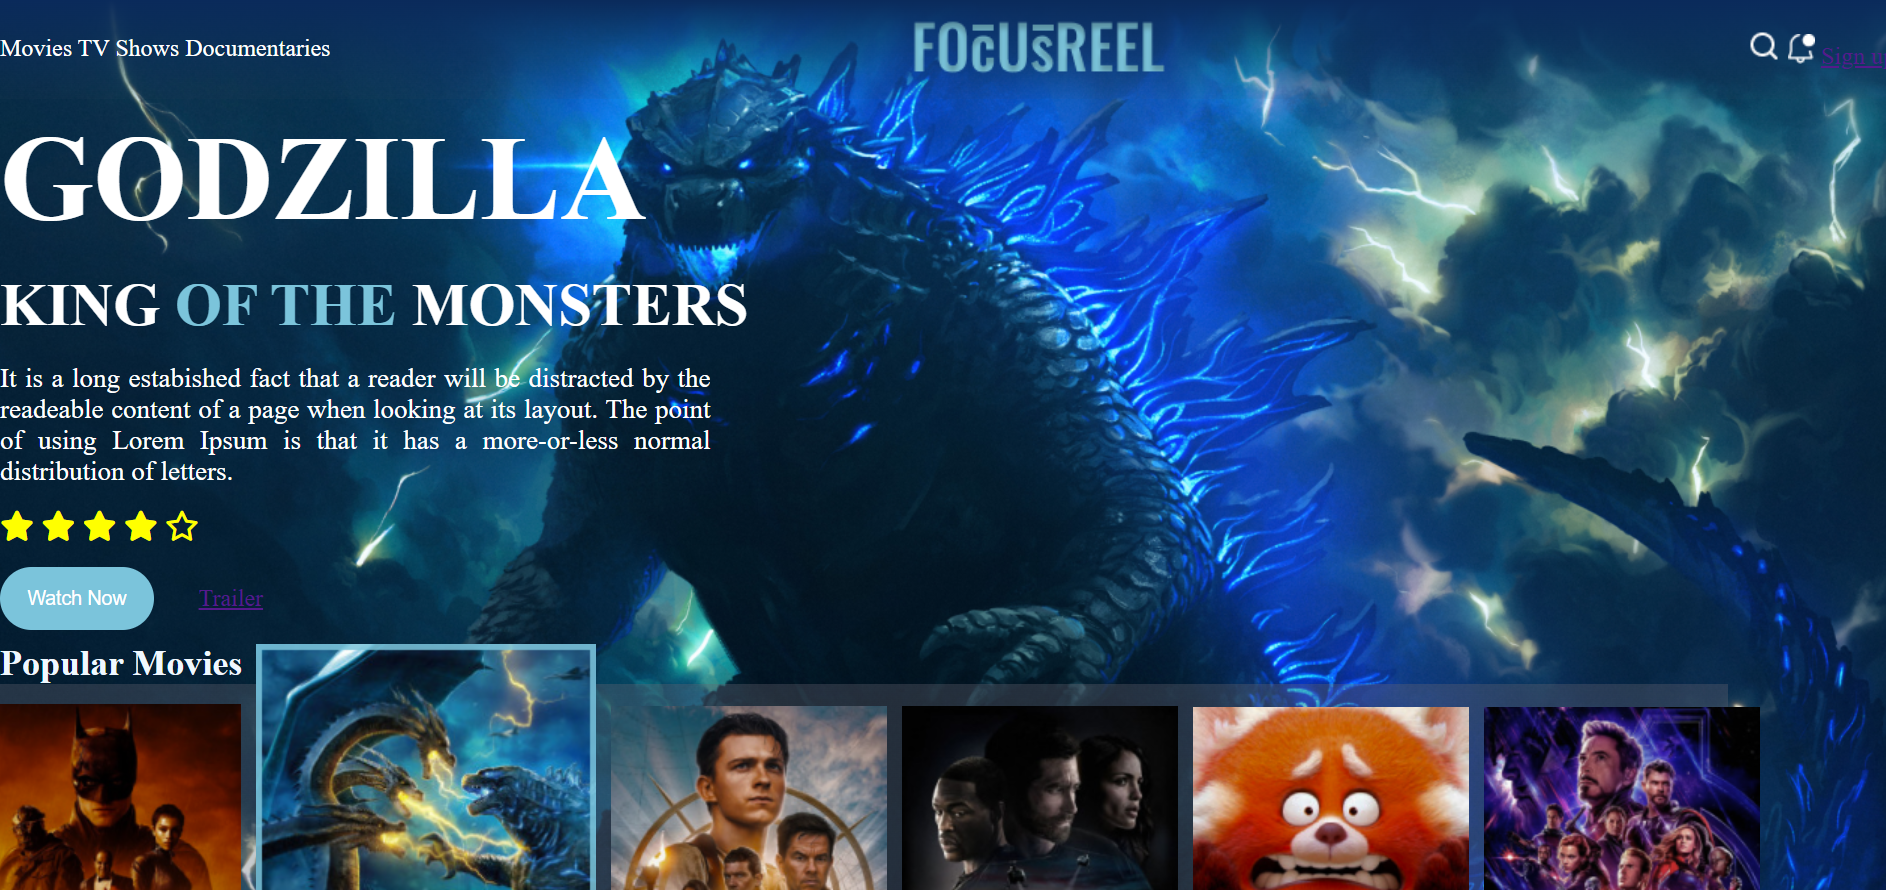 Movies TV Shows Documentaries
FOCUSREEL
Sign u
GODZILLA
KING OF THE MONSTERS
It is a long estabished fact that a reader will be distracted by the
readeable content of a page when looking at its layout. The point
of using Lorem Ipsum is that it has a more-or-less normal
distribution of letters.
Watch Now
Trailer
Popular Movies